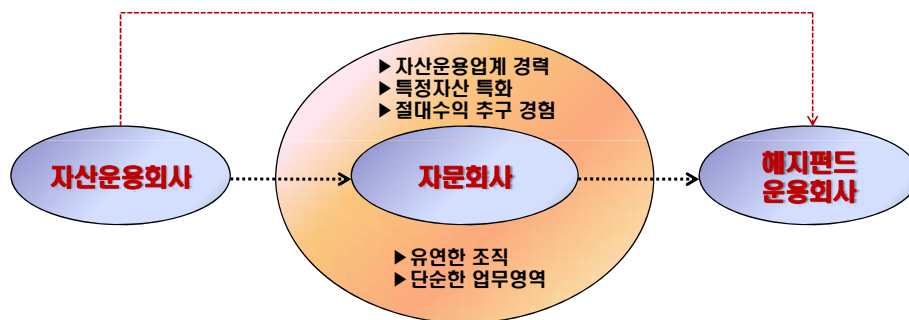 ▶자산운용업계 경력
▶특정자산 특화
▶절대수익 추구 경험
자산운용회사
자문회사
헤지펀드
운용회사
▶유연한 조직
▶단순한 업무영역